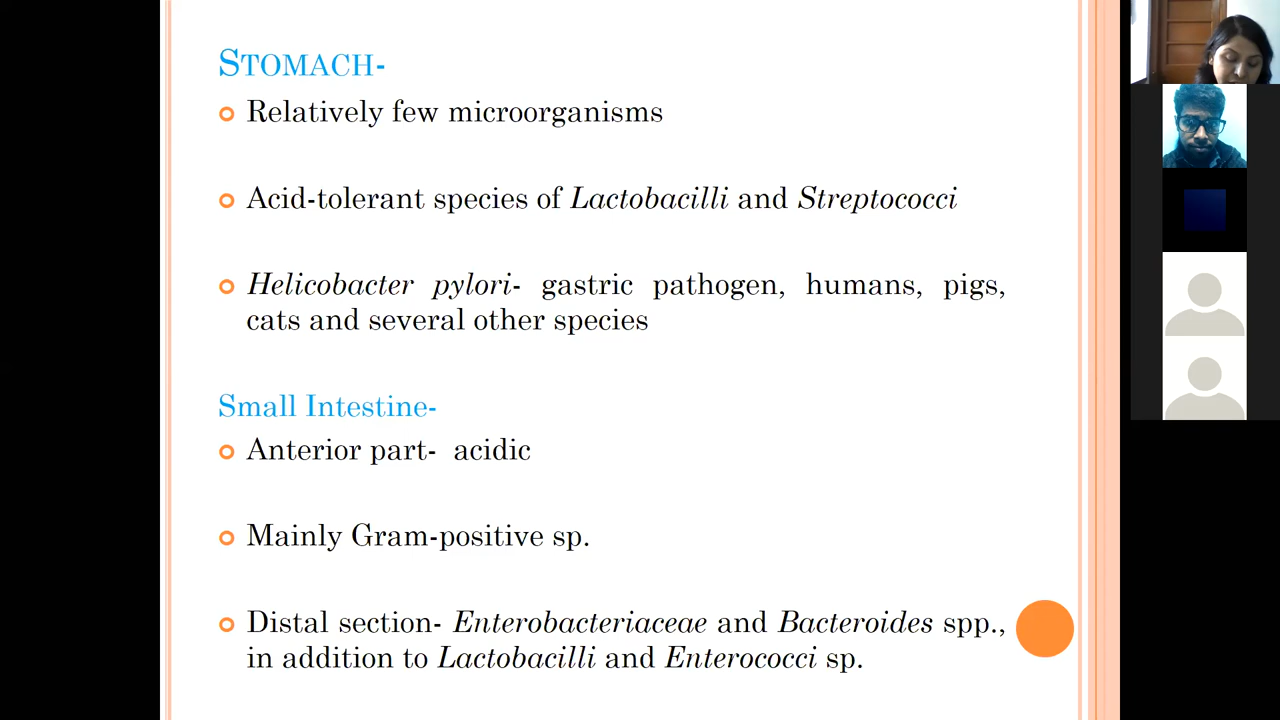 STOMACH-
Relatively few microorganisms
Acid-tolerant species of Lactobacilli and Streptococci
Helicobacter pylori- gastric pathogen, humans, pigs,
cats and several other species
Small Intestine-
Anterior part- acidic
Mainly Gram-positive sp.
Distal section- Enterobacteriaceae and Bacteroides spp.,
in addition to Lactobacilli and Enterococci sp.